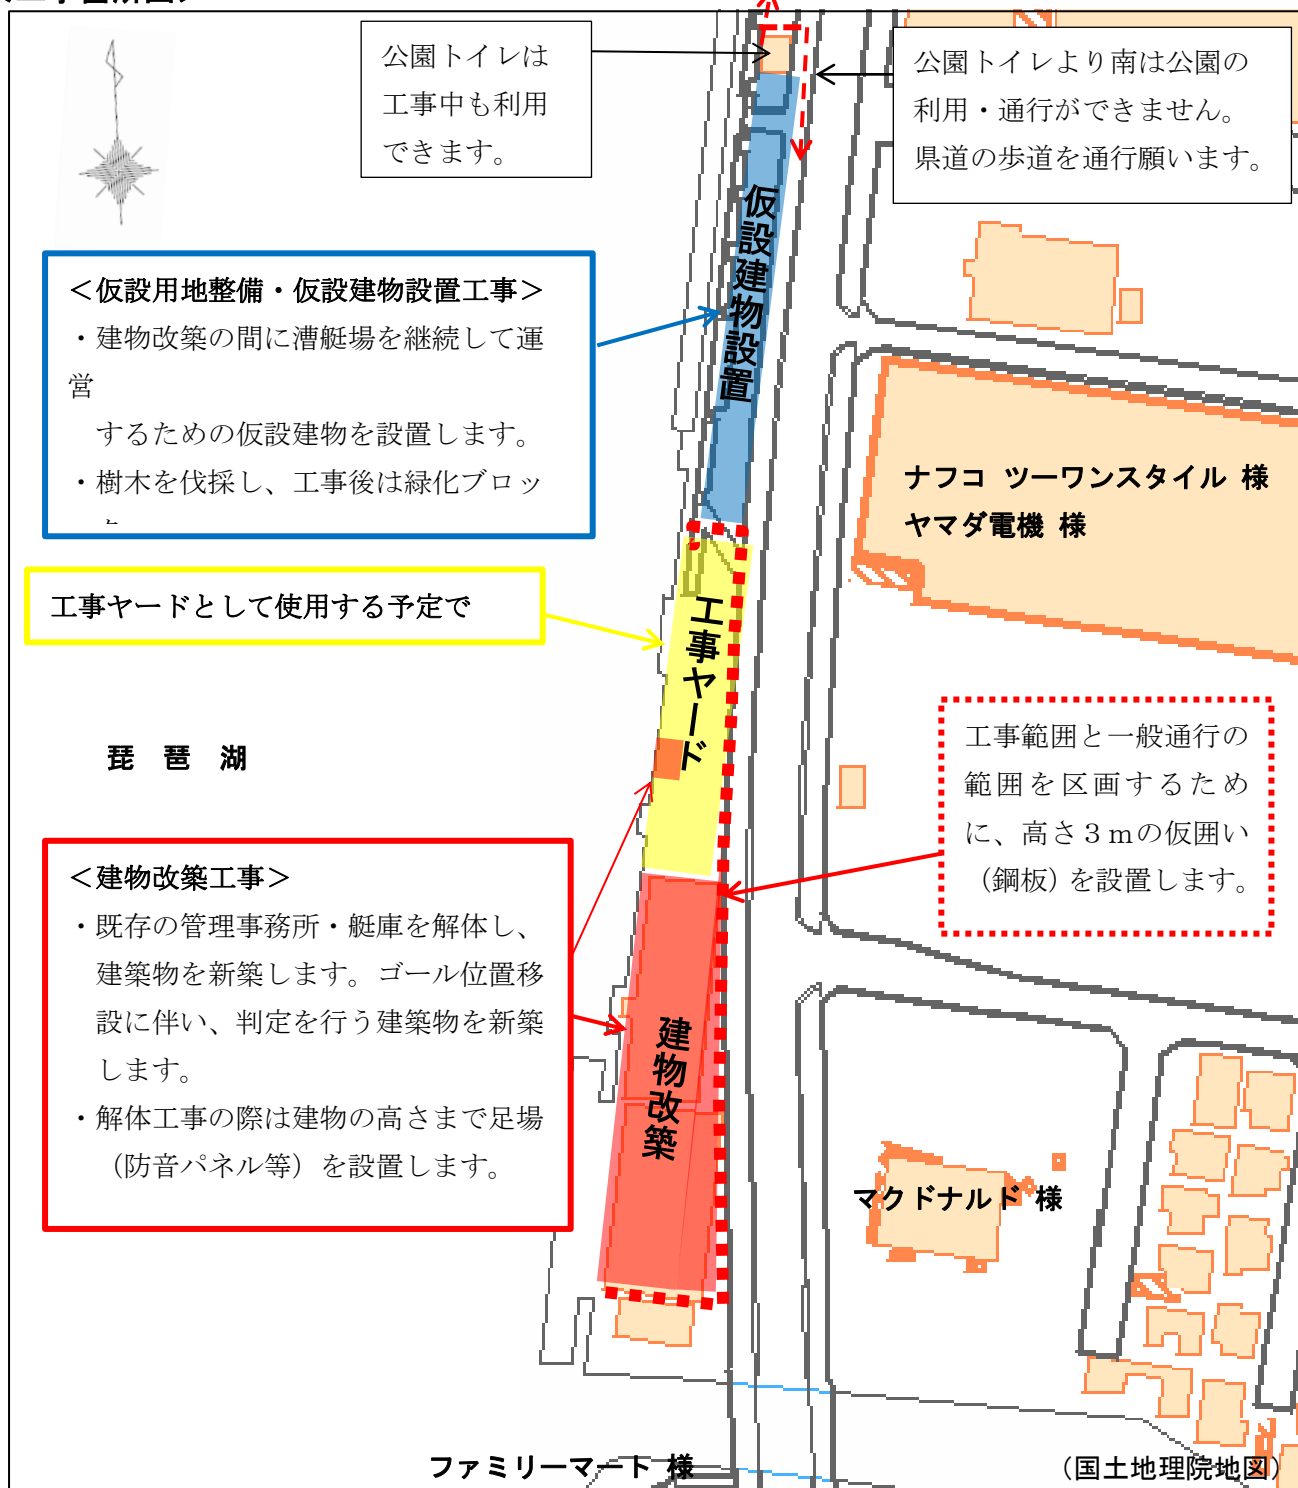 公園トイレは
工事中も利用
できます。
公園トイレより南は公園の
利用・通行ができません。
県道の歩道を通行願います。
仮設建物設置
＜仮設用地整備・仮設建物設置工事＞
・建物改築の間に漕艇場を継続して運
営
するための仮設建物を設置します。
・樹木を伐採し、工事後は緑化ブロッ
ナフコ ツーワンスタイル 様
ヤマダ電機 様
工事ヤードとして使用する予定で
工事ヤード
琵 琶 湖
工事範囲と一般通行の
範囲を区画するため
に、高さ３ｍの仮囲い
（鋼板）を設置します。
＜建物改築工事＞
・既存の管理事務所・艇庫を解体し、
建築物を新築します。ゴール位置移
設に伴い、判定を行う建築物を新築
します。
・解体工事の際は建物の高さまで足場
（防音パネル等）を設置します。
建物改築
マクドナルド 様
ファミリーマート 様
（国土地理院地図）